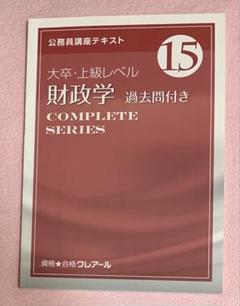 公務員講座テキスト
15
大卒・上級レベル
財政学 過去問付き
COMPLETE
SERIES
資格★合格クレアール